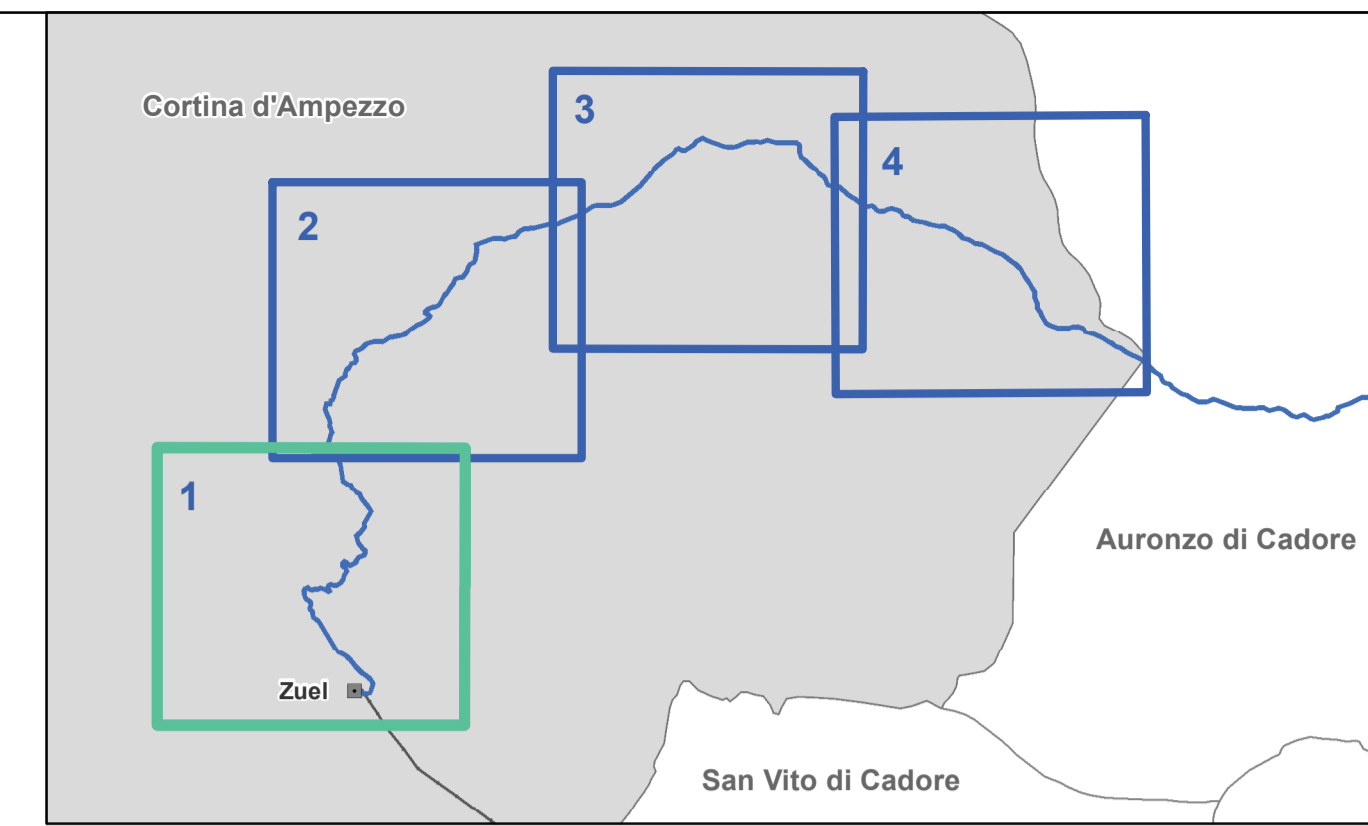 Cortina d'Ampezzo
3
4
2
1
Auronzo di Cadore
Zuel
San Vito di Cadore